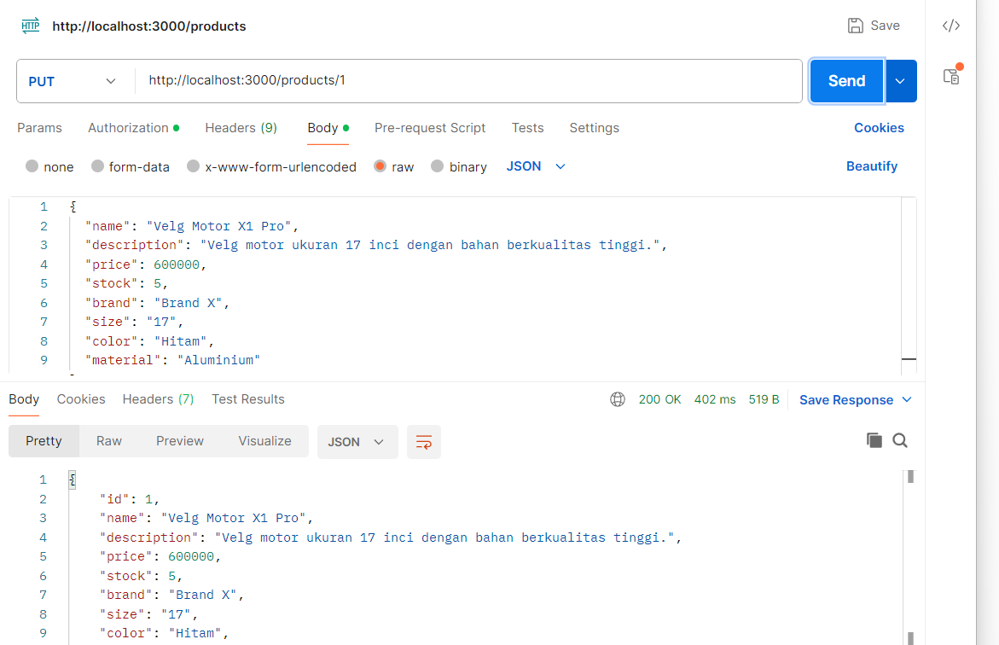 HTTP http://localhost:3000/products Save
PUT http://localhost:3000/products/1 Send
Params Authorization Headers (9) Body Pre-request Script Tests Settings Cookies
none form-data x-www-form-urlencoded raw binary JSON Beautify
1 {
2 "name": "Velg Motor X1 Pro",
3 "description": "Velg motor ukuran 17 inci dengan bahan berkualitas tinggi.",
4 "price": 600000,
5 "stock": 5,
6 "brand": "Brand X",
7 "size": "17",
8 "color": "Hitam",
9 "material": "Aluminium"
Body Cookies Headers (7) Test Results 200 OK 402 ms 519 B Save Response
Pretty Raw Preview Visualize JSON
1 {
2 "id": 1,
3 "name": "Velg Motor X1 Pro",
4 "description": "Velg motor ukuran 17 inci dengan bahan berkualitas tinggi.",
5 "price": 600000,
6 "stock": 5,
7 "brand": "Brand X",
8 "size": "17",
9 "color": "Hitam",